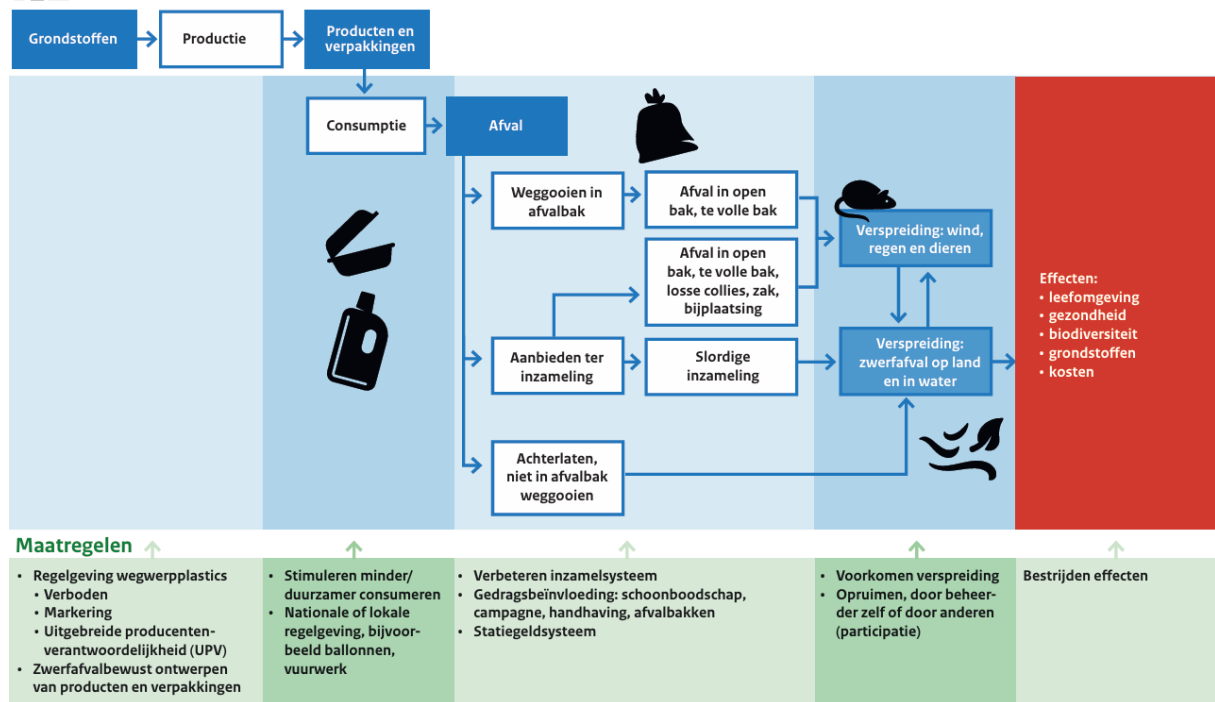 Grondstoffen
Productie
Producten en
verpakkingen
Consumptie
Afval
Weggooien in
afvalbak
Afval in open
bak, te volle bak
Verspreiding: wind,
regen en dieren
Afval in open
bak, te volle bak,
losse collies, zak,
bijplaatsing
Aanbieden ter
inzameling
Slordige
inzameling
Verspreiding:
zwerfafval op land
en in water
Achterlaten,
niet in afvalbak
weggooien
Effecten:
• leefomgeving
• gezondheid
• biodiversiteit
• grondstoffen
• kosten
Maatregelen
• Regelgeving wegwerpplastics
• Verboden
• Markering
• Uitgebreide producenten-
verantwoordelijkheid (UPV)
• Zwerfafvalbewust ontwerpen
van producten en verpakkingen
• Stimuleren minder/
duurzamer consumeren
• Nationale of lokale
regelgeving, bijvoor-
beeld ballonnen,
vuurwerk
• Verbeteren inzamelsysteem
• Gedragsbeïnvloeding: schoonboodschap,
campagne, handhaving, afvalbakken
• Statiegeldsysteem
• Voorkomen verspreiding
• Opruimen, door beheer-
der zelf of door anderen
(participatie)
Bestrijden effecten